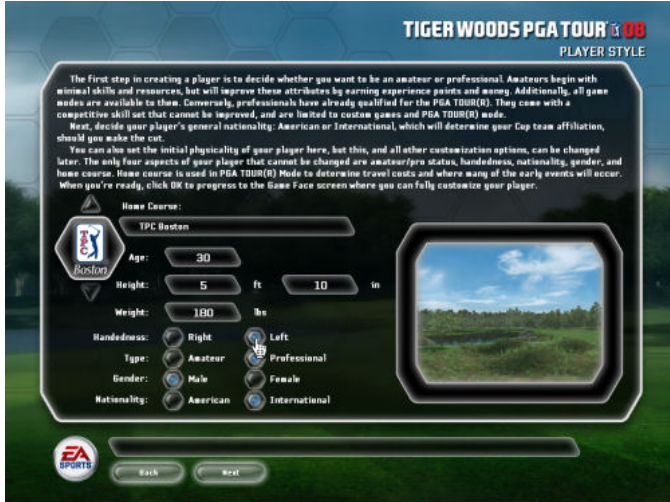 TIGER WOODS PGA TOUR 08
PLAYER STYLE
The first step in creating a player is to decide whether you want to be an amateur or professional. Amateurs begin with
minimal skills and resources, but will improve these attributes by earning experience points and money. Additionally, all game
modes are available to them. Conversely, professionals have already qualified for the PGA TOUR(R). They come with a
competitive skill set that cannot be improved, and are limited to custom games and PGA TOUR(R) mode.
Next, decide your player's general nationality: American or International, which will determine your Cup team affiliation,
should you make the cut.
You can also set the initial physicality of your player here, but this, and all other customization options, can be changed
later. The only four aspects of your player that cannot be changed are amateur/pro status, handedness, nationality, gender, and
home course. Home course is used in PGA TOUR(R) Mode to determine travel costs and where many of the early events will occur.
When you're ready, click OK to progress to the Game Face screen where you can fully customize your player.
Home Course:
TPC Boston
TPC
Boston
Age: 30
Height: 5 ft 10 in
Weight: 180 lbs
Handedness: Right Left
Type: Amateur Professional
Gender: Male Female
Nationality: American International
EA
SPORTS
Back Next